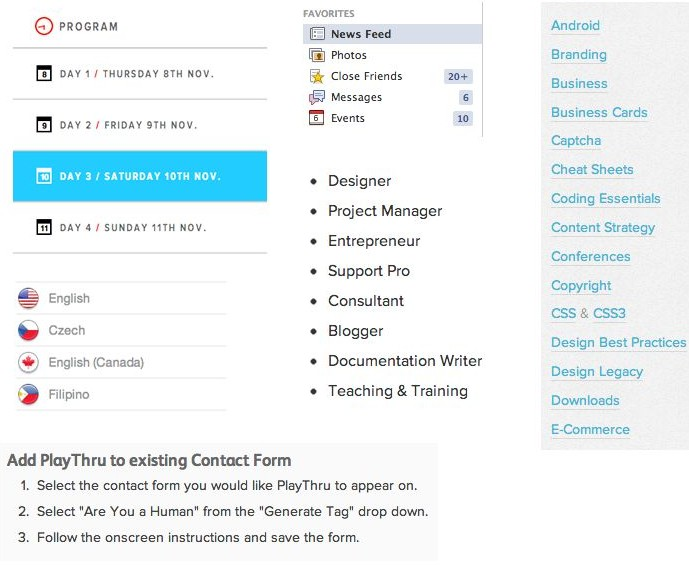 PROGRAM
8 DAY 1 / THURSDAY 8TH NOV.
9 DAY 2 / FRIDAY 9TH NOV.
10 DAY 3 / SATURDAY 10TH NOV.
11 DAY 4 / SUNDAY 11TH NOV.
English
Czech
English (Canada)
Filipino
FAVORITES
News Feed
Photos
Close Friends 20+
Messages 6
6 Events 10
• Designer
• Project Manager
• Entrepreneur
• Support Pro
• Consultant
• Blogger
• Documentation Writer
• Teaching & Training
Android
Branding
Business
Business Cards
Captcha
Cheat Sheets
Coding Essentials
Content Strategy
Conferences
Copyright
CSS & CSS3
Design Best Practices
Design Legacy
Downloads
E-Commerce
Add PlayThru to existing Contact Form
1. Select the contact form you would like PlayThru to appear on.
2. Select "Are You a Human" from the "Generate Tag" drop down.
3. Follow the onscreen instructions and save the form.